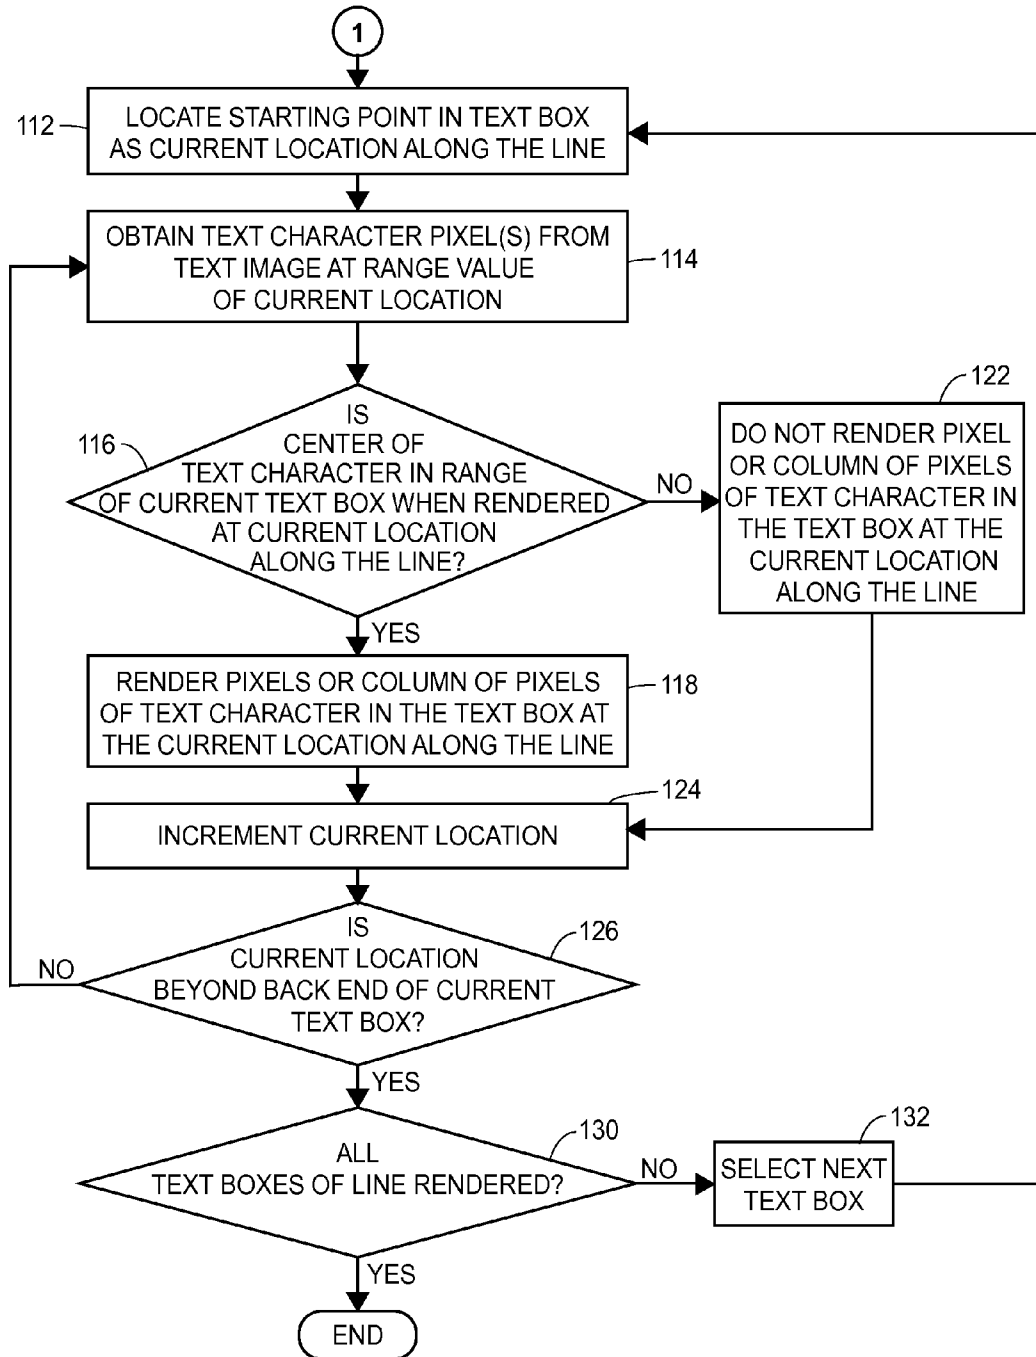 1
112
LOCATE STARTING POINT IN TEXT BOX
AS CURRENT LOCATION ALONG THE LINE
OBTAIN TEXT CHARACTER PIXEL(S) FROM
TEXT IMAGE AT RANGE VALUE
OF CURRENT LOCATION
114
116
IS
CENTER OF
TEXT CHARACTER IN RANGE
OF CURRENT TEXT BOX WHEN RENDERED
AT CURRENT LOCATION
ALONG THE LINE?
NO
122
DO NOT RENDER PIXEL
OR COLUMN OF PIXELS
OF TEXT CHARACTER IN
THE TEXT BOX AT THE
CURRENT LOCATION
ALONG THE LINE
YES
RENDER PIXELS OR COLUMN OF PIXELS
OF TEXT CHARACTER IN THE TEXT BOX AT
THE CURRENT LOCATION ALONG THE LINE
118
124
INCREMENT CURRENT LOCATION
IS
CURRENT LOCATION
BEYOND BACK END OF CURRENT
TEXT BOX?
126
NO
YES
ALL
TEXT BOXES OF LINE RENDERED?
130
NO
132
SELECT NEXT
TEXT BOX
YES
END